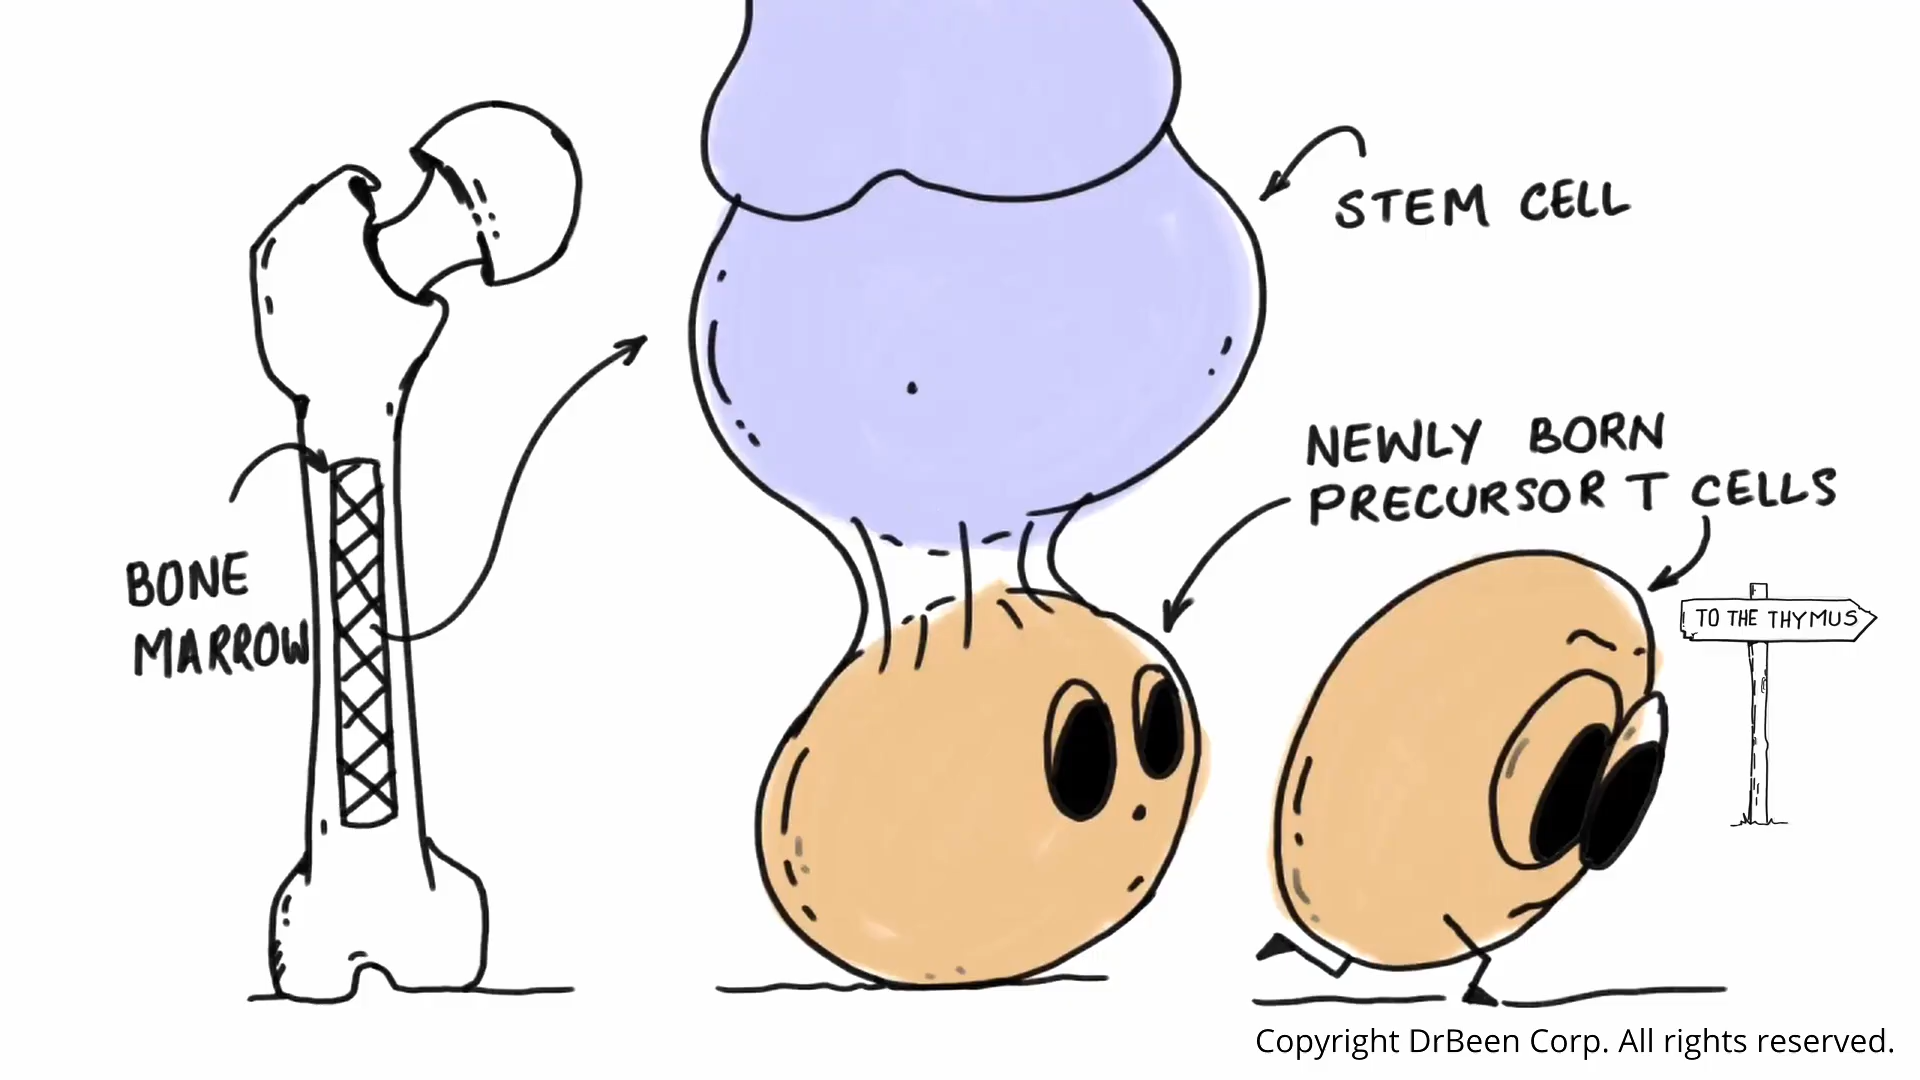 STEM CELL
NEWLY BORN
PRECURSOR T CELLS
BONE
MARROW
TO THE THYMUS
Copyright DrBeen Corp. All rights reserved.